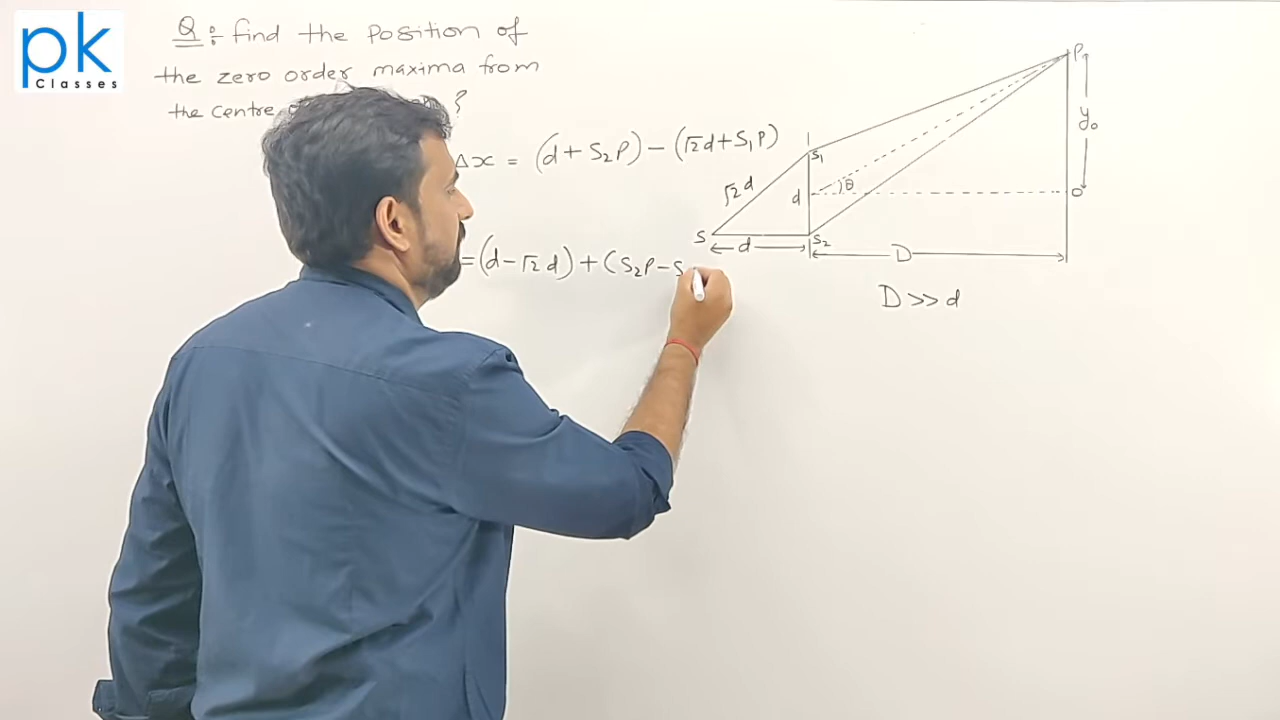 pk
Classes
Q: find the position of
the zero order maxima from
the centre ?
Δx = (d + S₂P) − (√2d + S₁P)
= (d − √2 d) + (S₂P − S
P
y₀
S₁
√2 d
θ
d
O
S
S₂
d
D
D >> d